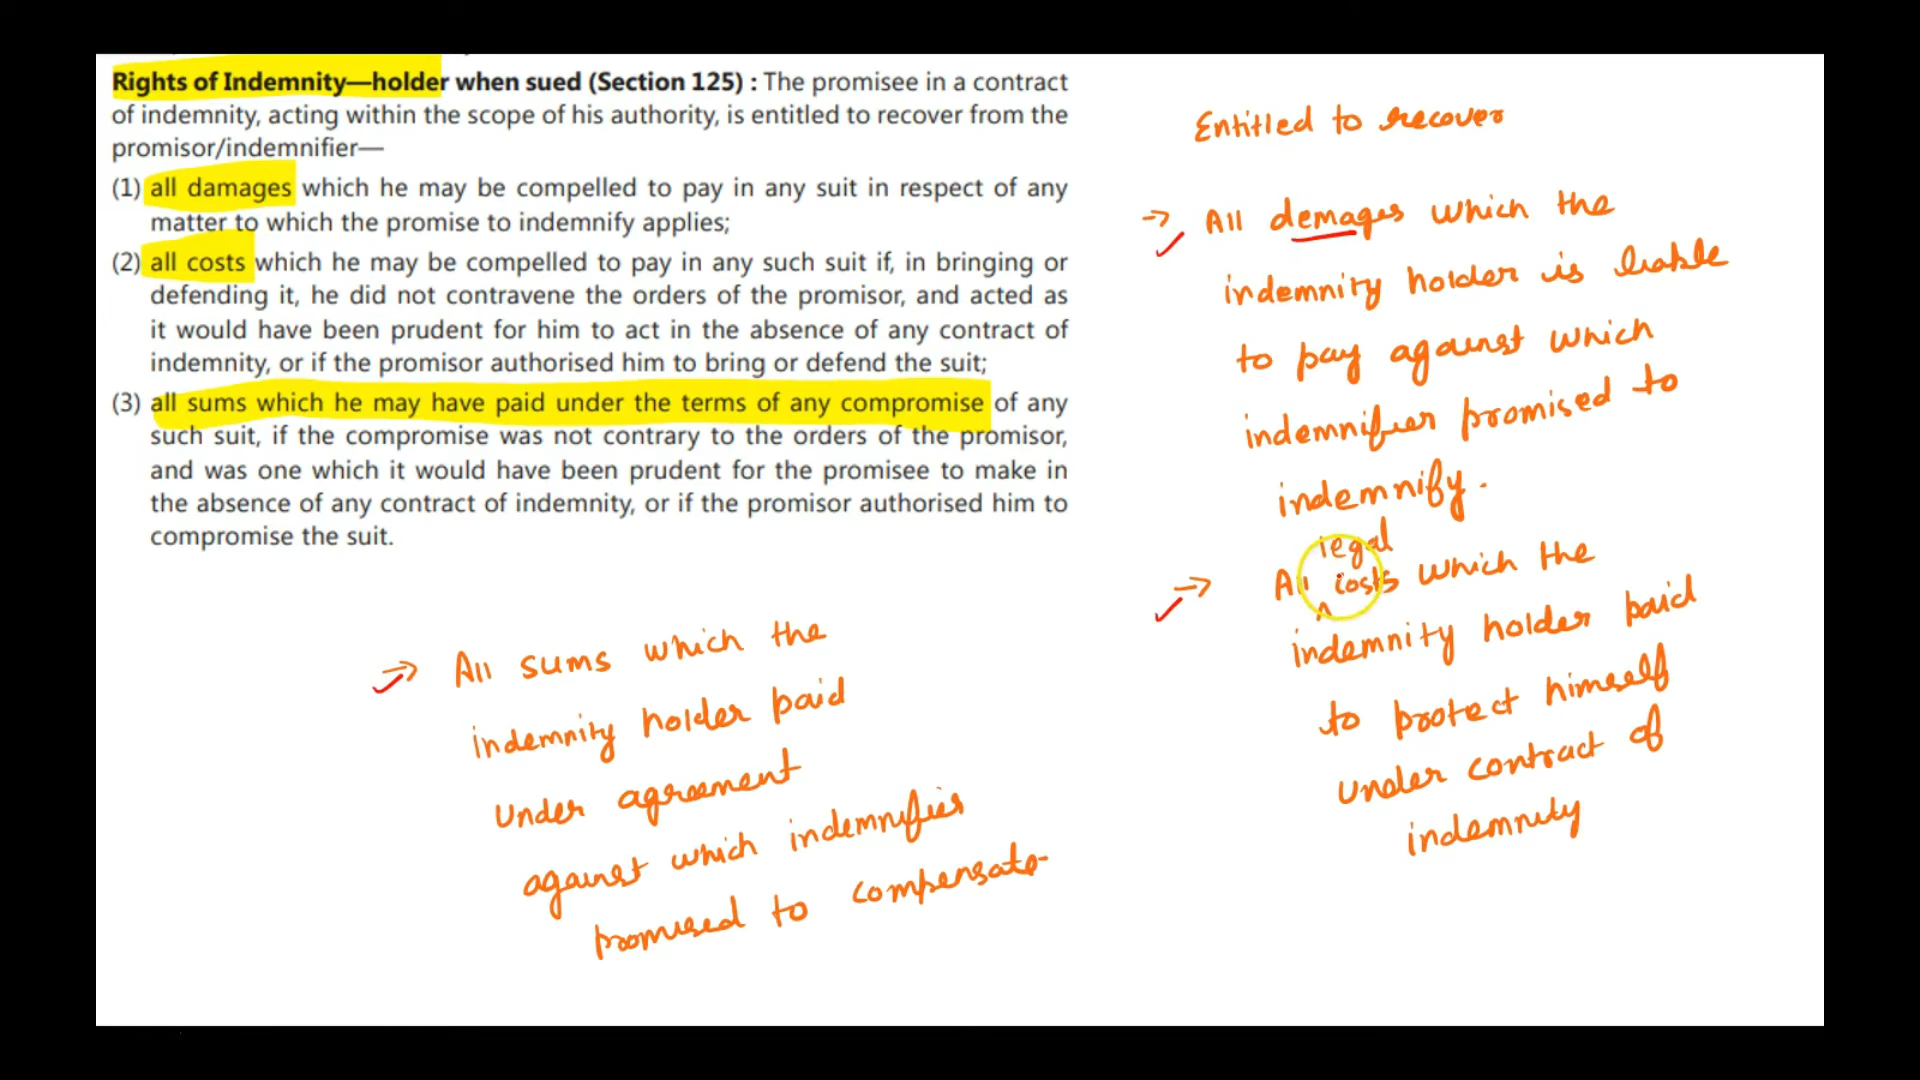 Rights of Indemnity—holder when sued (Section 125) : The promisee in a contract
of indemnity, acting within the scope of his authority, is entitled to recover from the
promisor/indemnifier—
(1) all damages which he may be compelled to pay in any suit in respect of any
matter to which the promise to indemnify applies;
(2) all costs which he may be compelled to pay in any such suit if, in bringing or
defending it, he did not contravene the orders of the promisor, and acted as
it would have been prudent for him to act in the absence of any contract of
indemnity, or if the promisor authorised him to bring or defend the suit;
(3) all sums which he may have paid under the terms of any compromise of any
such suit, if the compromise was not contrary to the orders of the promisor,
and was one which it would have been prudent for the promisee to make in
the absence of any contract of indemnity, or if the promisor authorised him to
compromise the suit.
→ All sums which the
indemnity holder paid
under agreement
against which indemnifier
promised to compensate
Entitled to recover
→ All demages which the
indemnity holder is liable
to pay against which
indemnifier promised to
indemnify.
legal
→ All costs which the
indemnity holder paid
to protect himself
under contract of
indemnity